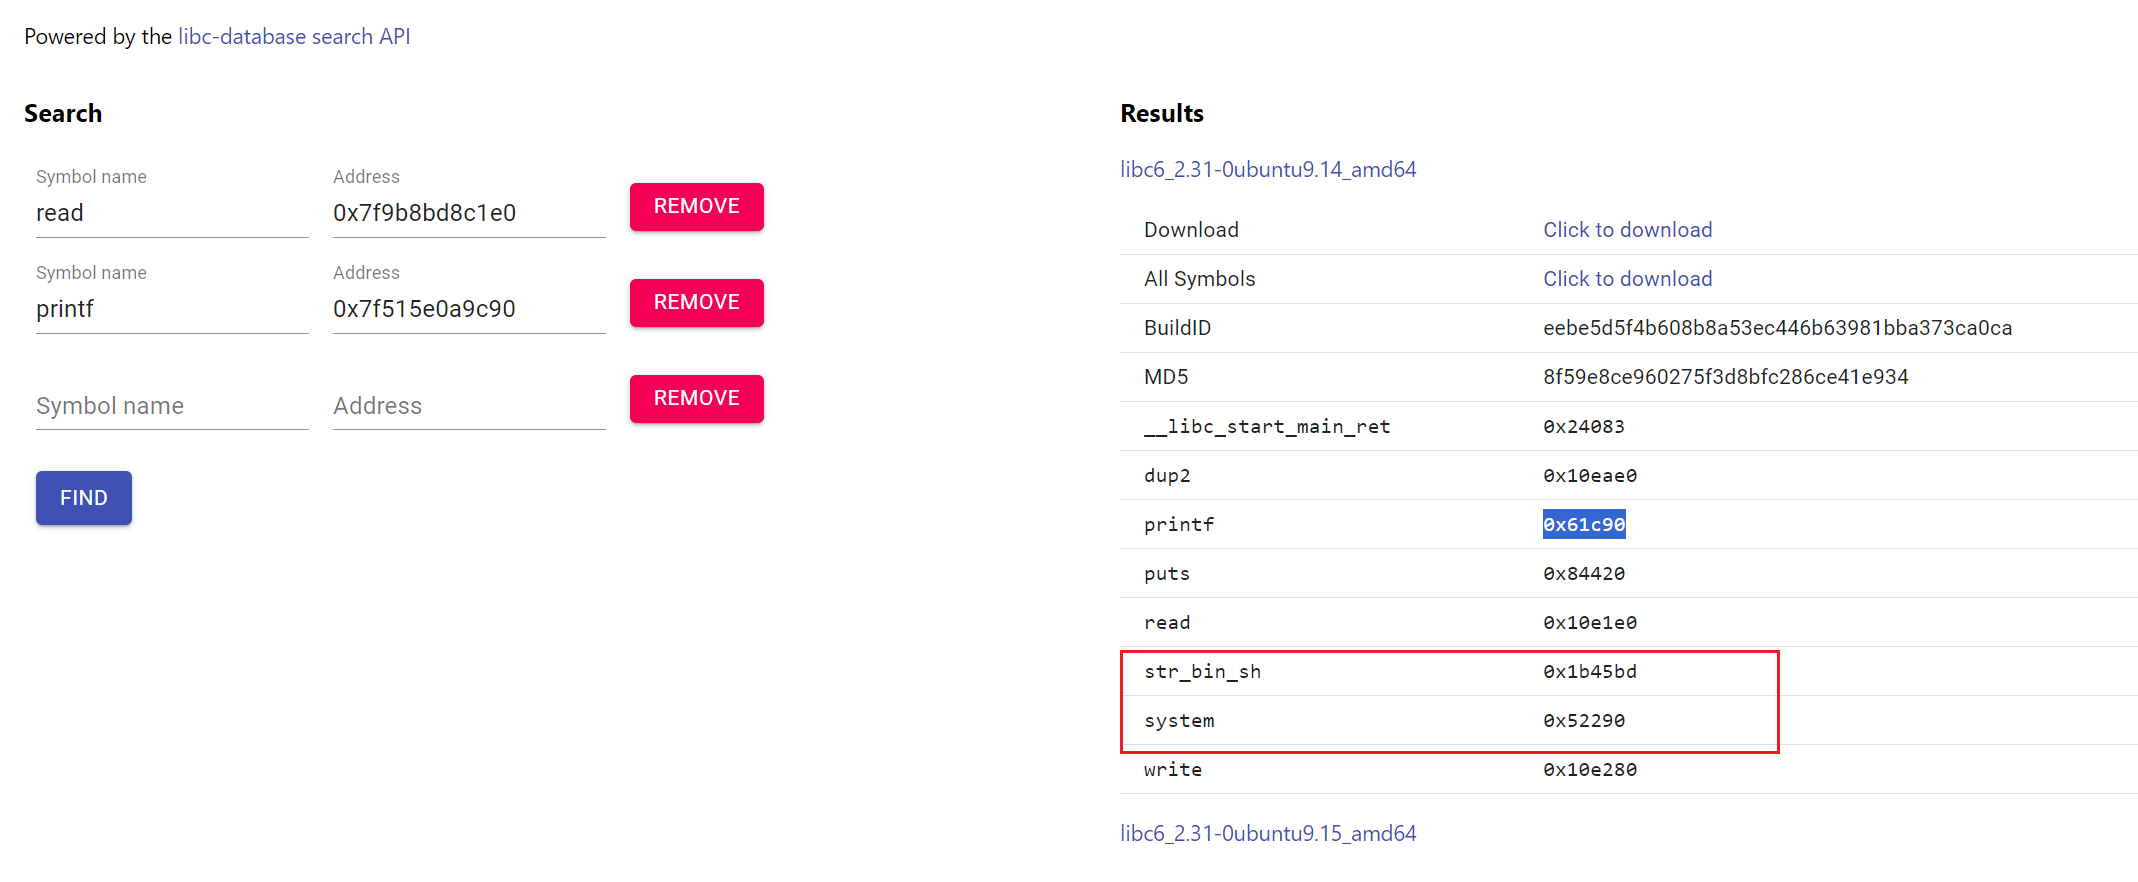 Powered by the libc-database search API
Search
Symbol name Address
read 0x7f9b8bd8c1e0 REMOVE
Symbol name Address
printf 0x7f515e0a9c90 REMOVE
Symbol name Address REMOVE
FIND
Results
libc6_2.31-0ubuntu9.14_amd64
Download Click to download
All Symbols Click to download
BuildID eebe5d5f4b608b8a53ec446b63981bba373ca0ca
MD5 8f59e8ce960275f3d8bfc286ce41e934
__libc_start_main_ret 0x24083
dup2 0x10eae0
printf 0x61c90
puts 0x84420
read 0x10e1e0
str_bin_sh 0x1b45bd
system 0x52290
write 0x10e280
libc6_2.31-0ubuntu9.15_amd64